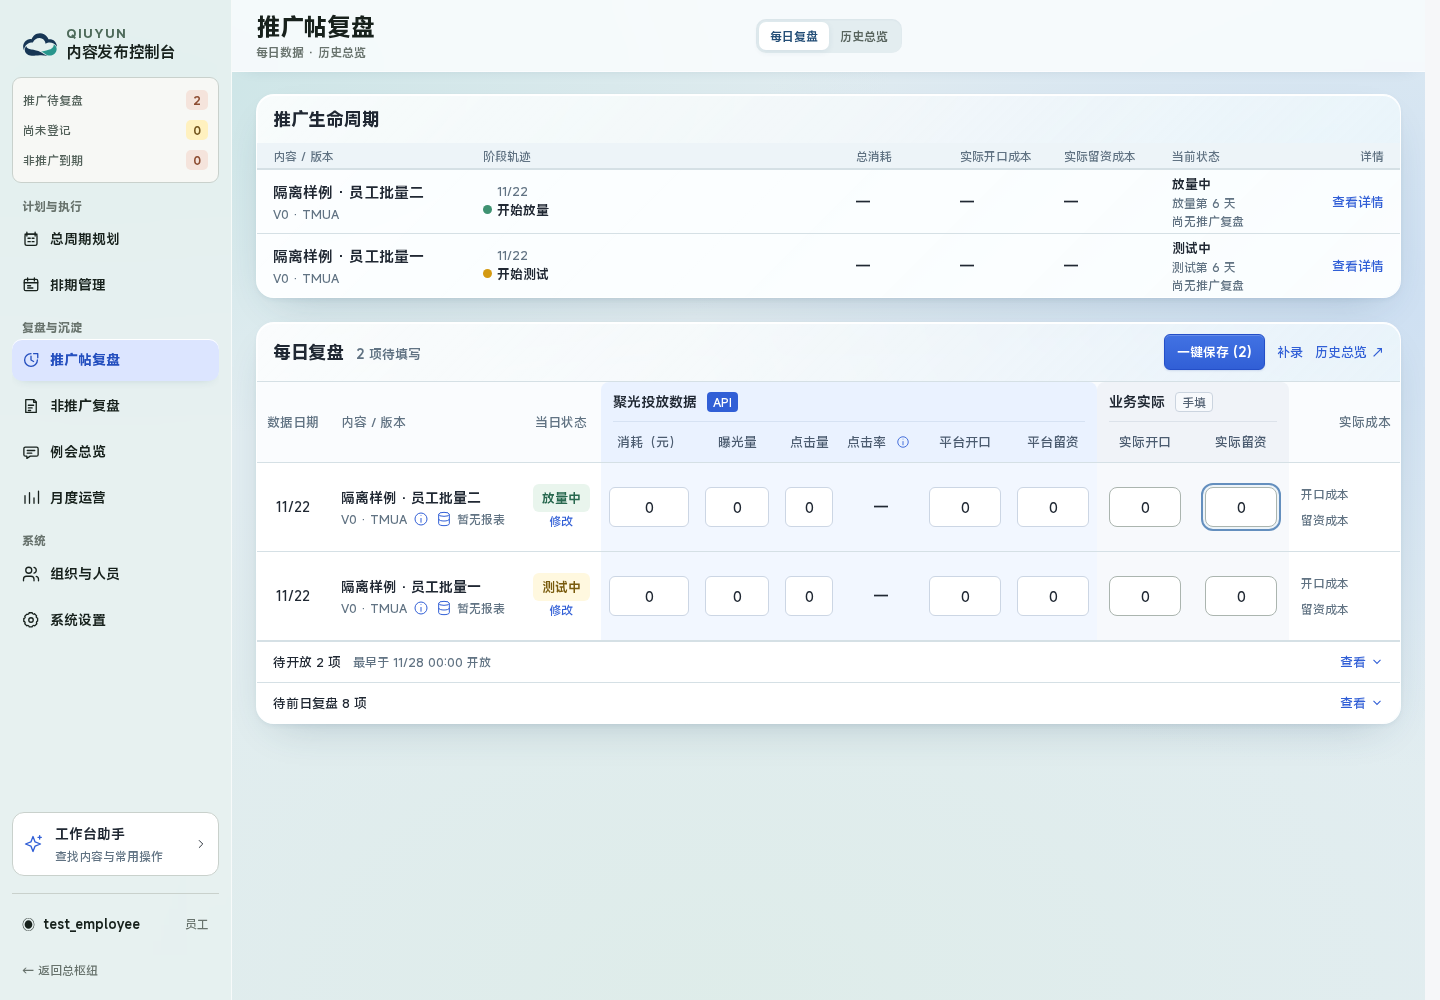 QIUYUN
内容发布控制台
推广待复盘 2
尚未登记 0
非推广到期 0
计划与执行
总周期规划
排期管理
复盘与沉淀
推广帖复盘
非推广复盘
例会总览
月度运营
系统
组织与人员
系统设置
工作台助手
查找内容与常用操作
test_employee 员工
← 返回总枢纽
推广帖复盘
每日数据 · 历史总览
每日复盘 历史总览
推广生命周期
内容 / 版本 阶段轨迹 总消耗 实际开口成本 实际留资成本 当前状态 详情
隔离样例 · 员工批量二
V0 · TMUA
11/22
开始放量
— — —
放量中
放量第 6 天
尚无推广复盘
查看详情
隔离样例 · 员工批量一
V0 · TMUA
11/22
开始测试
— — —
测试中
测试第 6 天
尚无推广复盘
查看详情
每日复盘 2 项待填写 一键保存 (2) 补录 历史总览 ↗
数据日期 内容 / 版本 当日状态 聚光投放数据 API 业务实际 手填 实际成本
消耗（元） 曝光量 点击量 点击率 平台开口 平台留资 实际开口 实际留资
11/22 隔离样例 · 员工批量二 放量中 0 0 0 — 0 0 0 0 开口成本
V0 · TMUA 暂无报表 修改 留资成本
11/22 隔离样例 · 员工批量一 测试中 0 0 0 — 0 0 0 0 开口成本
V0 · TMUA 暂无报表 修改 留资成本
待开放 2 项 最早于 11/28 00:00 开放 查看
待前日复盘 8 项 查看